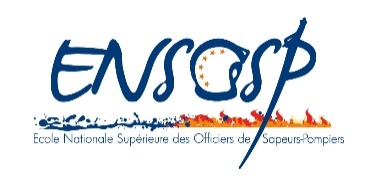 ENSOSP
Ecole Nationale Supérieure des Officiers de Sapeurs-Pompiers